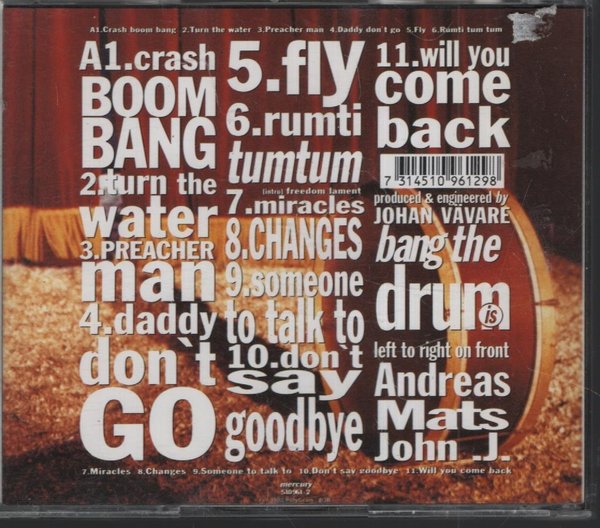 A1.Crash boom bang 2.Turn the water 3.Preacher man 4.Daddy don't go 5.Fly 6.Rumti tum tum
A1.crash
BOOM
BANG
2.turn the
water
3.PREACHER
man
4.daddy
don`t
GO
5.fly
6.rumti
tumtum
(intro) freedom lament
7.miracles
8.CHANGES
9.someone
to talk to
10.don`t
say
goodbye
11.will you
come
back
7 314510 961298
produced & engineered by
JOHAN VÄVARE
bang the
drum is
left to right on front
Andreas
Mats
John .J.
7.Miracles 8.Changes 9.Someone to talk to 10.Don't say goodbye 11.Will you come back
mercury
510961-2